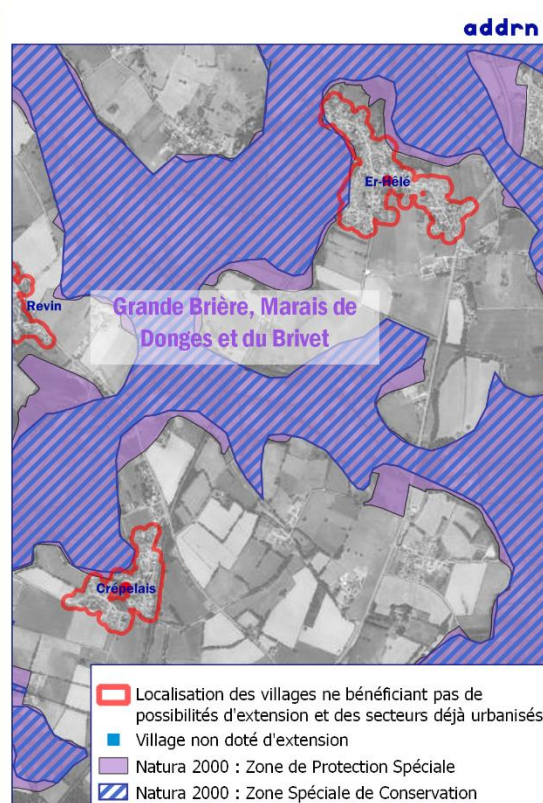 addrn
Er-Hélé
Revin
Grande Brière, Marais de
Donges et du Brivet
Crépelais
Localisation des villages ne bénéficiant pas de
possibilités d'extension et des secteurs déjà urbanisés
Village non doté d'extension
Natura 2000 : Zone de Protection Spéciale
Natura 2000 : Zone Spéciale de Conservation